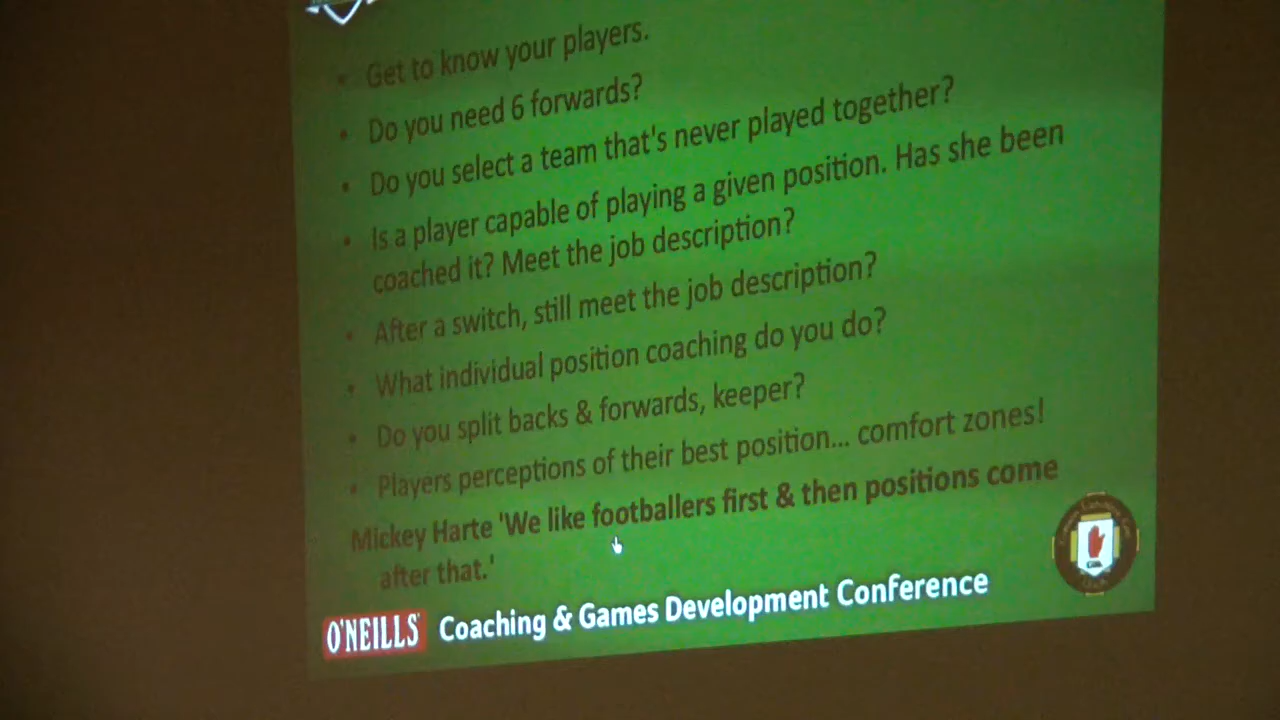 • Get to know your players.
• Do you need 6 forwards?
• Do you select a team that's never played together?
• Is a player capable of playing a given position. Has she been
coached it? Meet the job description?
• After a switch, still meet the job description?
• What individual position coaching do you do?
• Do you split backs & forwards, keeper?
• Players perceptions of their best position... comfort zones!
Mickey Harte 'We like footballers first & then positions come
after that.'
O'NEILLS Coaching & Games Development Conference